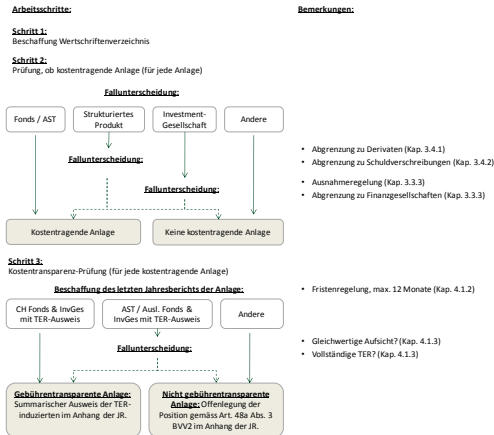 Arbeitsschritte:
Bemerkungen:
Schritt 1:
Beschaffung Wertschriftenverzeichnis
Schritt 2:
Prüfung, ob kostentragende Anlage (für jede Anlage)
Fallunterscheidung:
Fonds / AST
Strukturiertes
Produkt
Investment-
Gesellschaft
Andere
• Abgrenzung zu Derivaten (Kap. 3.4.1)
Fallunterscheidung:
• Abgrenzung zu Schuldverschreibungen (Kap. 3.4.2)
• Ausnahmeregelung (Kap. 3.3.3)
Fallunterscheidung:
• Abgrenzung zu Finanzgesellschaften (Kap. 3.3.3)
Kostentragende Anlage
Keine kostentragende Anlage
Schritt 3:
Kostentransparenz-Prüfung (für jede kostentragende Anlage)
Beschaffung des letzten Jahresberichts der Anlage:
• Fristenregelung, max. 12 Monate (Kap. 4.1.2)
CH Fonds & InvGes
mit TER-Ausweis
AST / Ausl. Fonds &
InvGes mit TER-Ausweis
Andere
• Gleichwertige Aufsicht? (Kap. 4.1.3)
Fallunterscheidung:
• Vollständige TER? (Kap. 4.1.3)
Gebührentransparente Anlage:
Summarischer Ausweis der TER-
induzierten im Anhang der JR.
Nicht gebührentransparente
Anlage: Offenlegung der
Position gemäss Art. 48a Abs. 3
BVV2 im Anhang der JR.